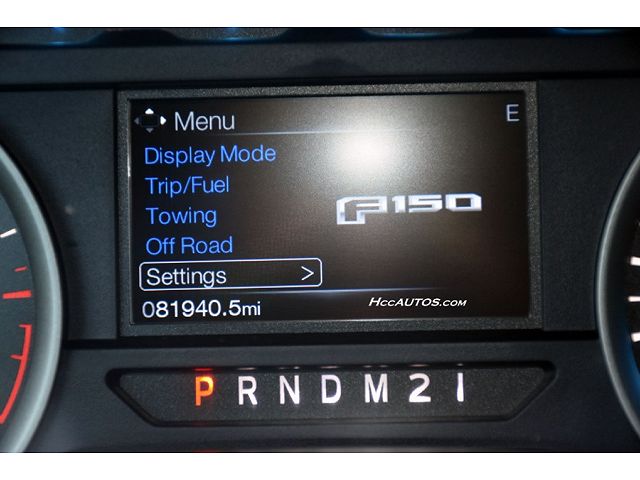 Menu
E
Display Mode
Trip/Fuel
Towing
F150
Off Road
Settings >
081940.5mi
HCCAUTOS.COM
P R N D M 2 1